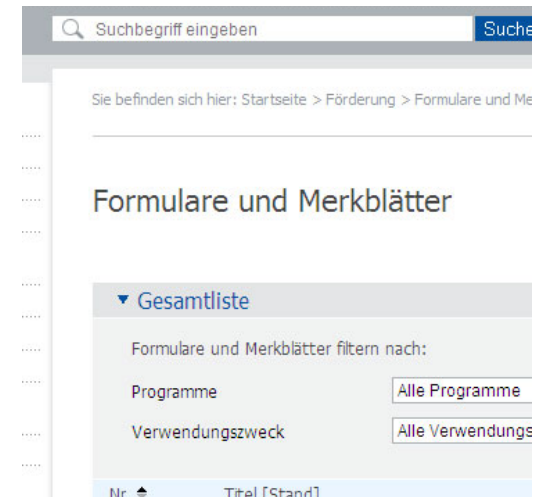 Suchbegriff eingeben Suche
Sie befinden sich hier: Startseite > Förderung > Formulare und Me
Formulare und Merkblätter
Gesamtliste
Formulare und Merkblätter filtern nach:
Programme Alle Programme
Verwendungszweck Alle Verwendungs
Nr. Titel [Stand]